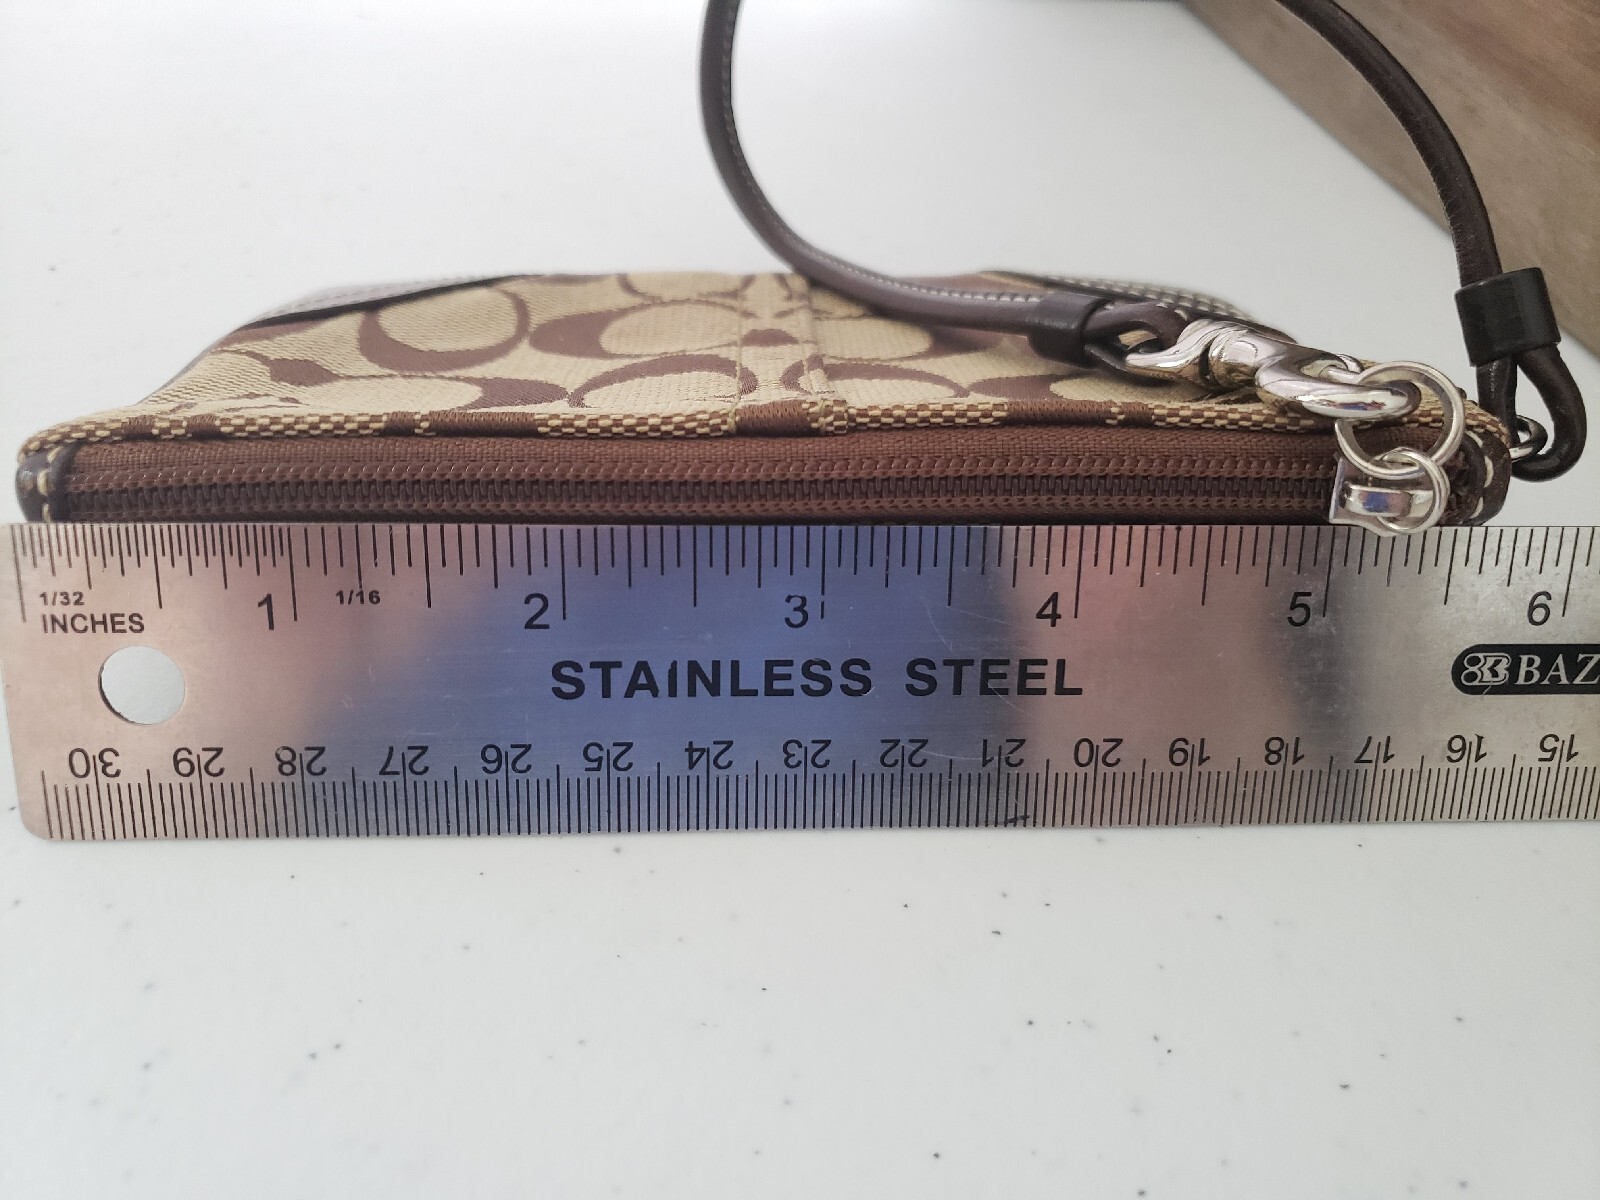 1/32 1/16
INCHES 1 2 3 4 5 6
STAINLESS STEEL BAZ
30 29 28 27 26 25 24 23 22 21 20 19 18 17 16 15